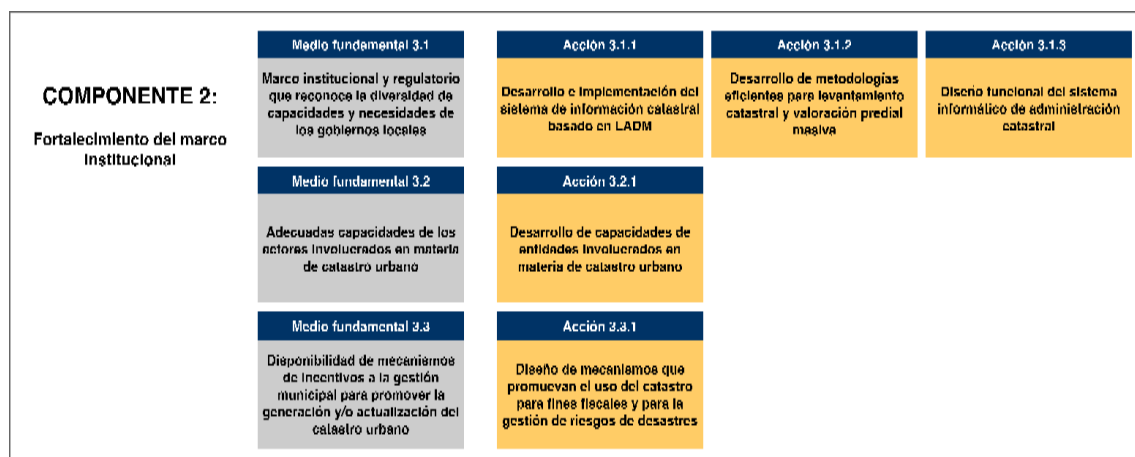 COMPONENTE 2:
Fortalecimiento del marco
institucional
Medio fundamental 3.1
Marco institucional y regulatorio
que reconoce la diversidad de
capacidades y necesidades de
los gobiernos locales
Acción 3.1.1
Desarrollo e implementación del
sistema de información catastral
basado en LADM
Acción 3.1.2
Desarrollo de metodologías
eficientes para levantamiento
catastral y valoración predial
masiva
Acción 3.1.3
Diseño funcional del sistema
informático de administración
catastral
Medio fundamental 3.2
Adecuadas capacidades de los
actores involucrados en materia
de catastro urbano
Acción 3.2.1
Desarrollo de capacidades de
entidades involucrados en
materia de catastro urbano
Medio fundamental 3.3
Disponibilidad de mecanismos
de incentivos a la gestión
municipal para promover la
generación y/o actualización del
catastro urbano
Acción 3.3.1
Diseño de mecanismos que
promuevan el uso del catastro
para fines fiscales y para la
gestión de riesgos de desastres